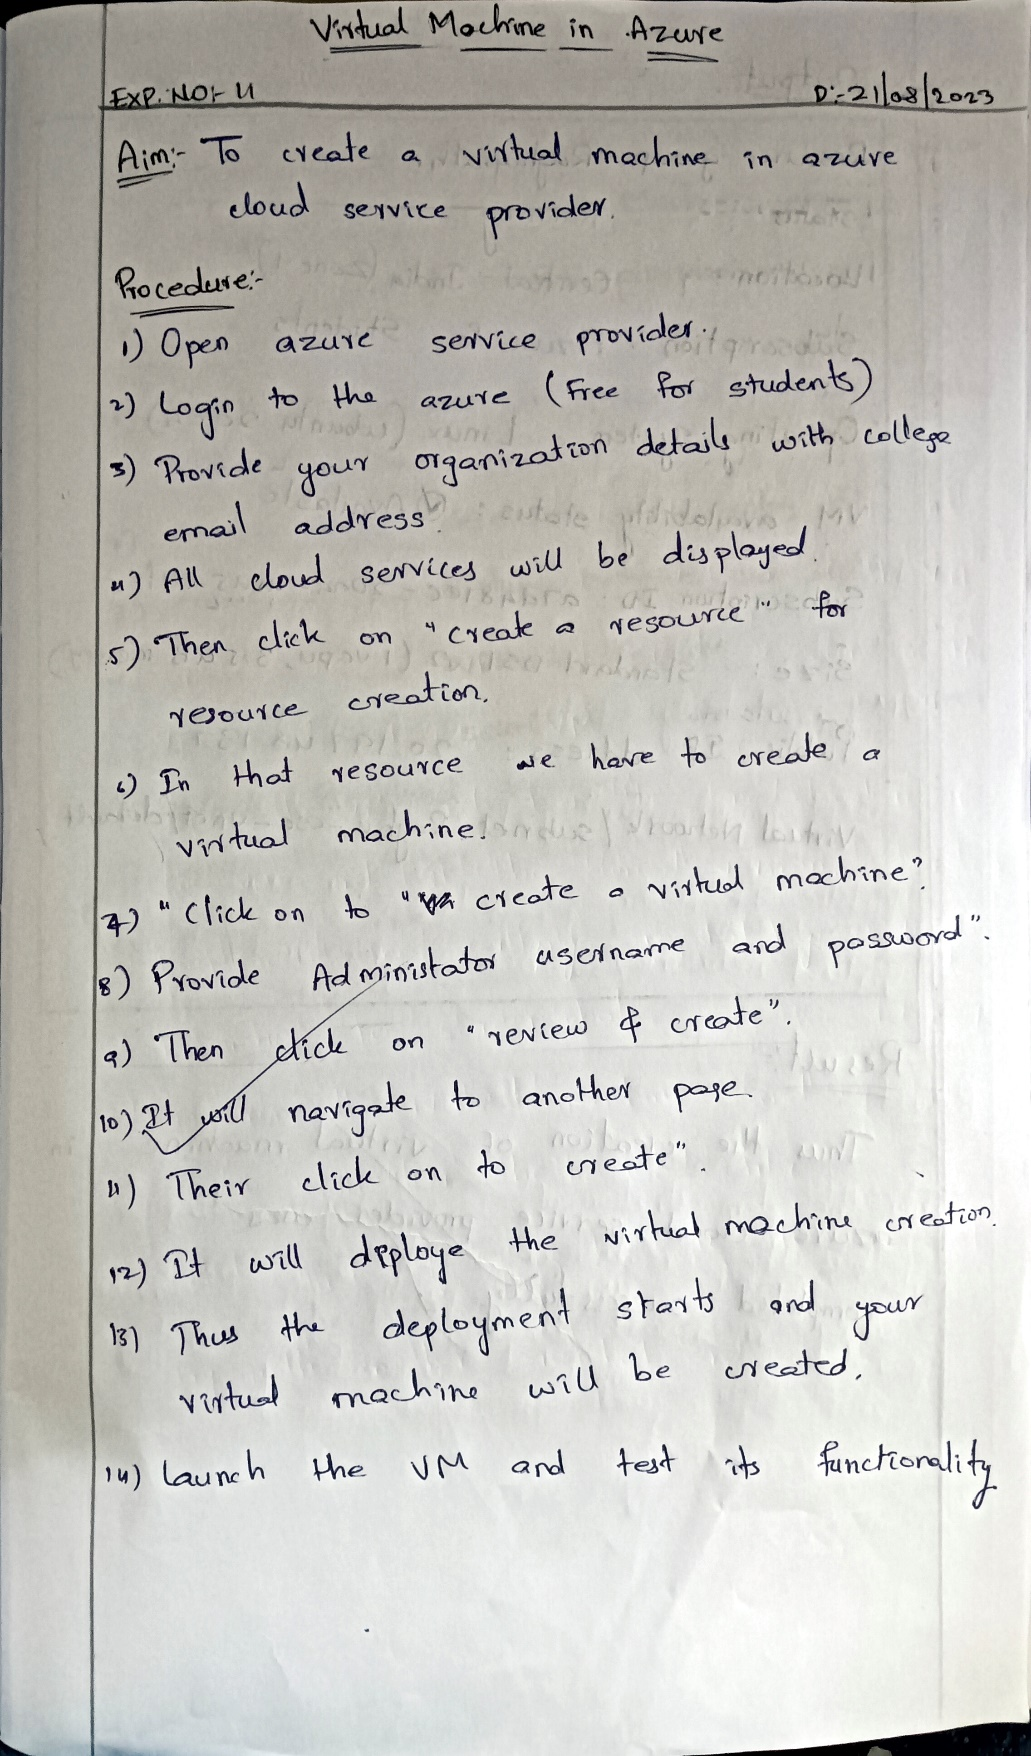 Virtual Machine in Azure
EXP. NO:- 4
D:-21/08/2023
Aim:- To create a virtual machine in azure
cloud service provider.
Procedure:-
1) Open azure service provider.
2) Login to the azure (Free for students)
3) Provide your organization details with college
email address.
4) All cloud services will be displayed.
5) Then click on "create a resource" for
resource creation.
6) In that resource we have to create a
virtual machine.
7) "Click on to " create a virtual machine?
8) Provide Administator username and password".
9) Then click on "review & create".
10) It will navigate to another page.
11) Their click on to create".
12) It will deploye the virtual machine creation.
13) Thus the deployment starts and your
virtual machine will be created.
14) Launch the VM and test its functionality